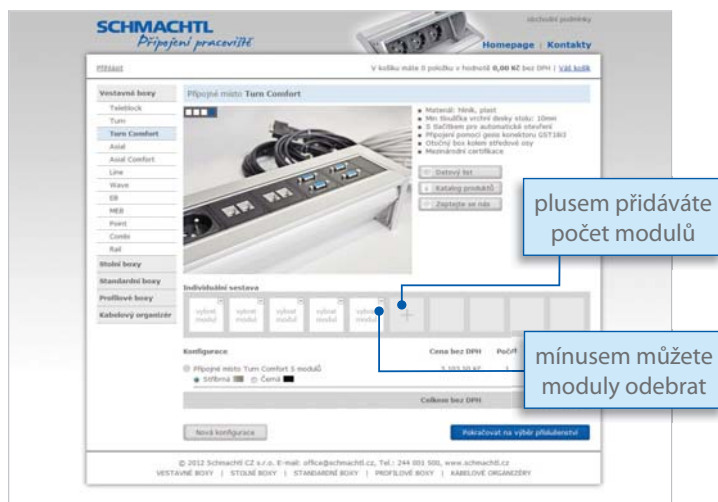 SCHMACHTL
Připojení pracoviště
obchodní podmínky
Homepage | Kontakty
Přihlásit
V košíku máte 0 položku v hodnotě 0,00 Kč bez DPH | Váš košík
Vestavné boxy
Teleblock
Turn
Turn Comfort
Axial
Axial Comfort
Line
Wave
EB
MEB
Point
Combi
Rail
Stolní boxy
Standardní boxy
Profilové boxy
Kabelový organizér
Přípojné místo Turn Comfort
Materiál: hliník, plast
Min tloušťka vrchní desky stolu: 10mm
S tlačítkem pro automatické otevření
Připojení pomocí gesis konektoru GST18i3
Otočný box kolem středové osy
Mezinárodní certifikace
Datový list
Katalog produktů
Zeptejte se nás
plusem přidáváte
počet modulů
Individuální sestava
vybrat modul
vybrat modul
vybrat modul
vybrat modul
vybrat modul
mínusem můžete
moduly odebrat
Konfigurace
Cena bez DPH
Přípojné místo Turn Comfort 5 modulů
Stříbrná
Černá
Celkem bez DPH
Nová konfigurace
Pokračovat na výběr příslušenství
© 2012 Schmachtl CZ s.r.o. E-mail: office@schmachtl.cz, Tel.: 244 001 500, www.schmachtl.cz
VESTAVNÉ BOXY | STOLNÍ BOXY | STANDARDNÍ BOXY | PROFILOVÉ BOXY | KABELOVÉ ORGANIZÉRY